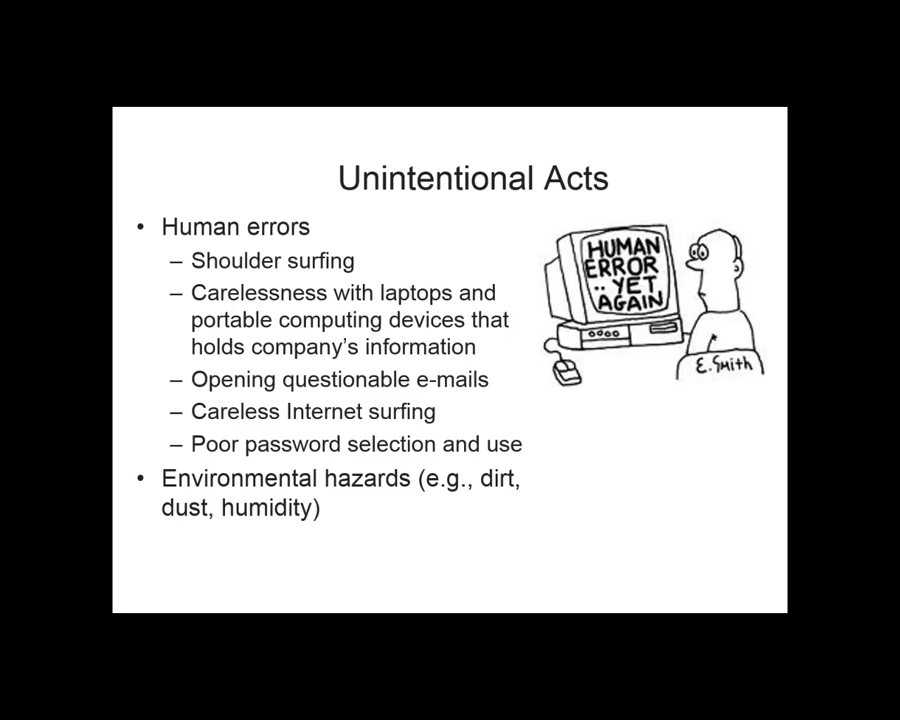 Unintentional Acts
• Human errors
– Shoulder surfing
– Carelessness with laptops and
portable computing devices that
holds company's information
– Opening questionable e-mails
– Careless Internet surfing
– Poor password selection and use
• Environmental hazards (e.g., dirt,
dust, humidity)
HUMAN
ERROR
.. YET
AGAIN
E.Smith